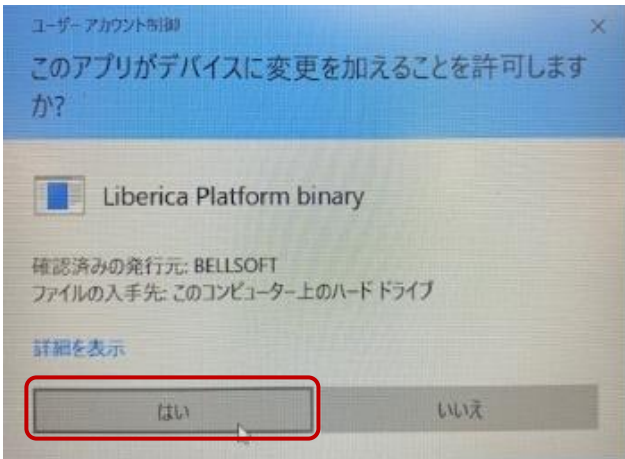 ユーザー アカウント制御
このアプリがデバイスに変更を加えることを許可します
か?
Liberica Platform binary
確認済みの発行元: BELLSOFT
ファイルの入手先: このコンピューター上のハード ドライブ
詳細を表示
はい
いいえ